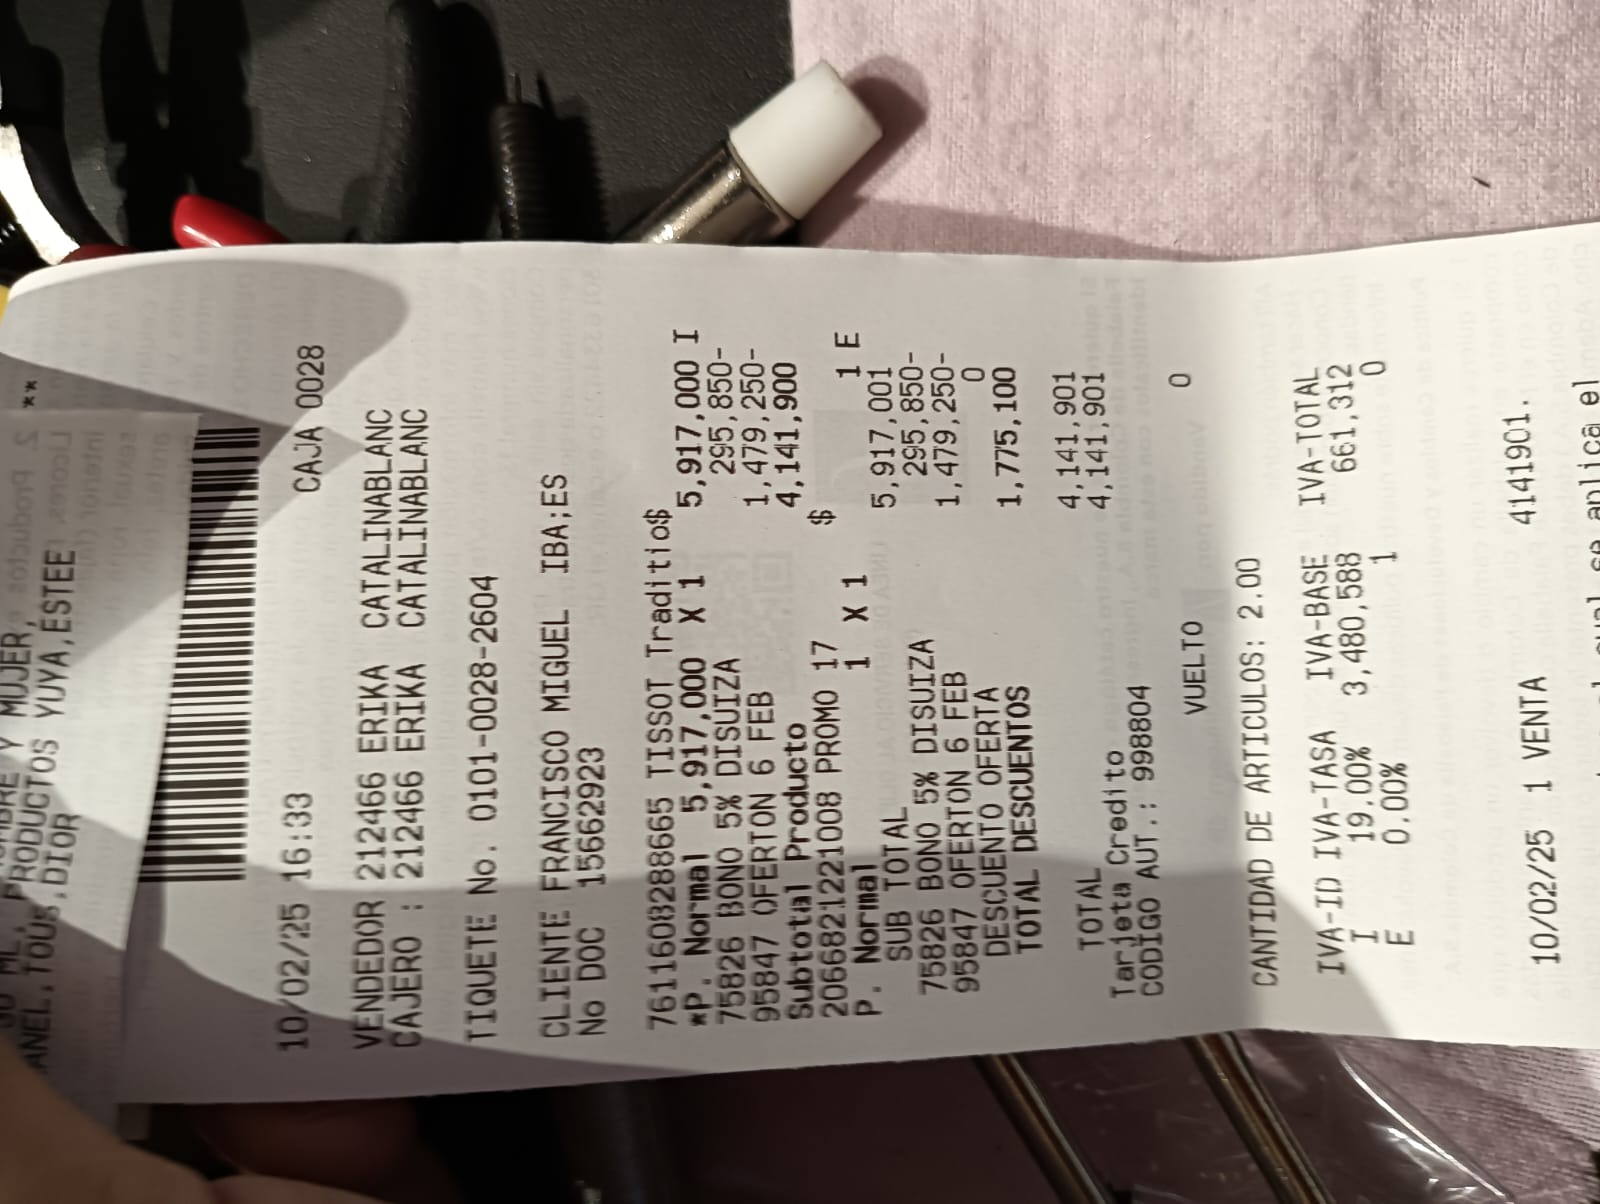 ANEL, TOUS, DIOR PRODUCTOS YUYA, ESTEE
**
10/02/25 16:33 CAJA 0028
VENDEDOR 212466 ERIKA CATALINABLANC
CAJERO : 212466 ERIKA CATALINABLANC
TIQUETE No. 0101-0028-2604
CLIENTE FRANCISCO MIGUEL IBA;ES
No DOC 15662923
7611608288665 TISSOT Traditio$
*P. Normal 5,917,000 X 1 5,917,000 I
75826 BONO 5% DISUIZA 295,850-
95847 OFERTON 6 FEB 1,479,250-
Subtotal Producto 4,141,900
2066821221008 PROMO 17 $
P. Normal 1 X 1 1 E
SUB TOTAL 5,917,001
75826 BONO 5% DISUIZA 295,850-
95847 OFERTON 6 FEB 1,479,250-
DESCUENTO OFERTA 0
TOTAL DESCUENTOS 1,775,100
TOTAL 4,141,901
Tarjeta Credito 4,141,901
CODIGO AUT.: 998804
VUELTO 0
CANTIDAD DE ARTICULOS: 2.00
IVA-ID IVA-TASA IVA-BASE IVA-TOTAL
I 19.00% 3,480,588 661,312
E 0.00% 1 0
10/02/25 1 VENTA 4141901.
cual se aplica el